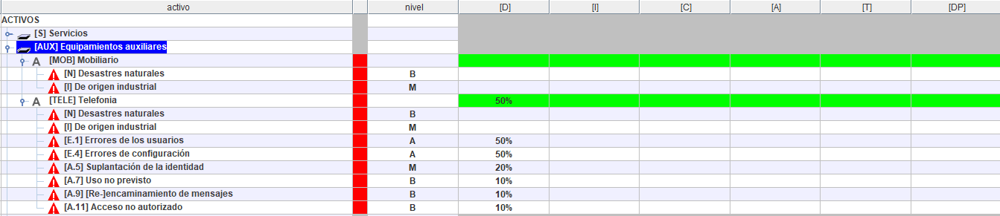 activo nivel [D] [I] [C] [A] [T] [DP]
ACTIVOS
[S] Servicios
[AUX] Equipamientos auxiliares
A [MOB] Mobiliario
[N] Desastres naturales B
[I] De origen industrial M
A [TELE] Telefonia 50%
[N] Desastres naturales B
[I] De origen industrial M
[E.1] Errores de los usuarios A 50%
[E.4] Errores de configuración A 50%
[A.5] Suplantación de la identidad M 20%
[A.7] Uso no previsto B 10%
[A.9] [Re-]encaminamiento de mensajes B 10%
[A.11] Acceso no autorizado B 10%